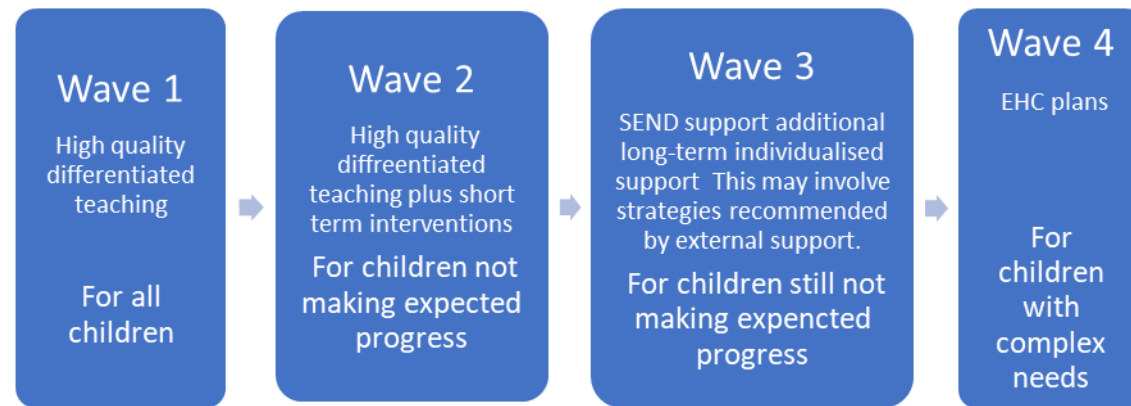 Wave 1
High quality
differentiated
teaching
For all
children
Wave 2
High quality
diffreentiated
teaching plus short
term interventions
For children not
making expected
progress
Wave 3
SEND support additional
long-term individualised
support  This may involve
strategies recommended
by external support.
For children still not
making expencted
progress
Wave 4
EHC plans
For
children
with
complex
needs